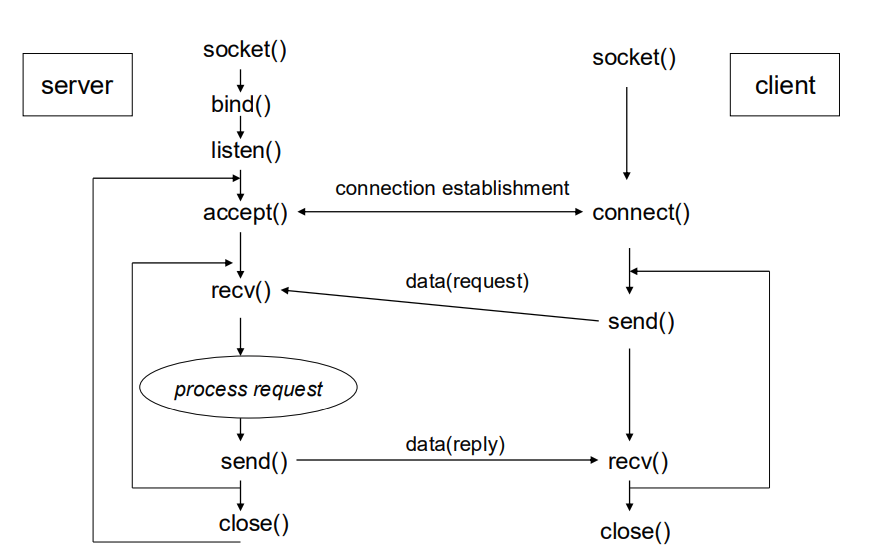 server
socket()
bind()
listen()
accept()
recv()
process request
send()
close()
connection establishment
data(request)
data(reply)
socket()
connect()
send()
recv()
close()
client